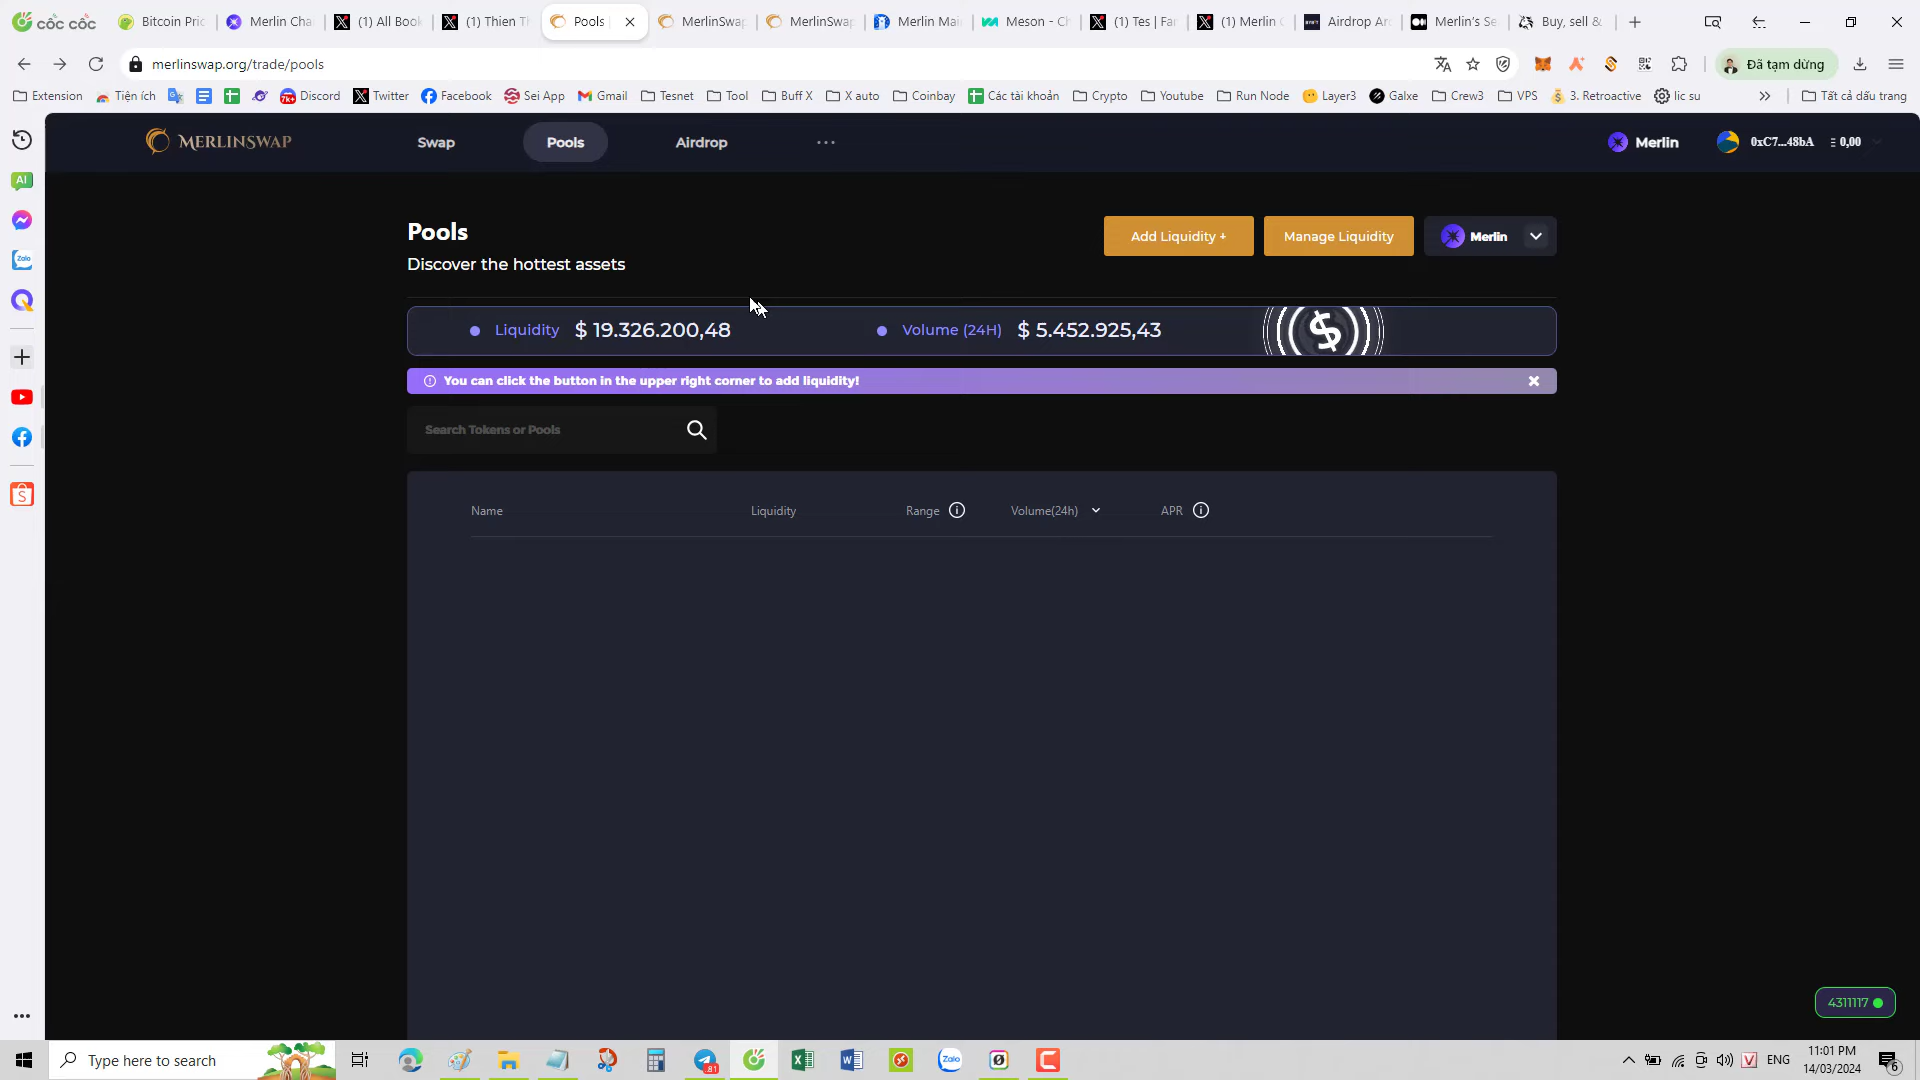 cốc cốc
Bitcoin Pric
Merlin Cha
(1) All Book
(1) Thien Th
Pools
MerlinSwap
MerlinSwap
Merlin Mai
Meson - Ch
(1) Tes | Far
(1) Merlin C
Airdrop Arc
Merlin's Se
Buy, sell &
merlinswap.org/trade/pools
Đã tạm dừng
Extension
Tiện ích
Discord
Twitter
Facebook
Sei App
Gmail
Tesnet
Tool
Buff X
X auto
Coinbay
Các tài khoản
Crypto
Youtube
Run Node
Layer3
Galxe
Crew3
VPS
3. Retroactive
lic su
Tất cả dấu trang
MERLINSWAP
Swap
Pools
Airdrop
Merlin
0xC7...48bA
0,00
Pools
Discover the hottest assets
Add Liquidity +
Manage Liquidity
Merlin
Liquidity $ 19.326.200,48
Volume (24H) $ 5.452.925,43
You can click the button in the upper right corner to add liquidity!
Search Tokens or Pools
Name
Liquidity
Range
Volume(24h)
APR
4311117
Type here to search
81
ENG
11:01 PM
14/03/2024
6